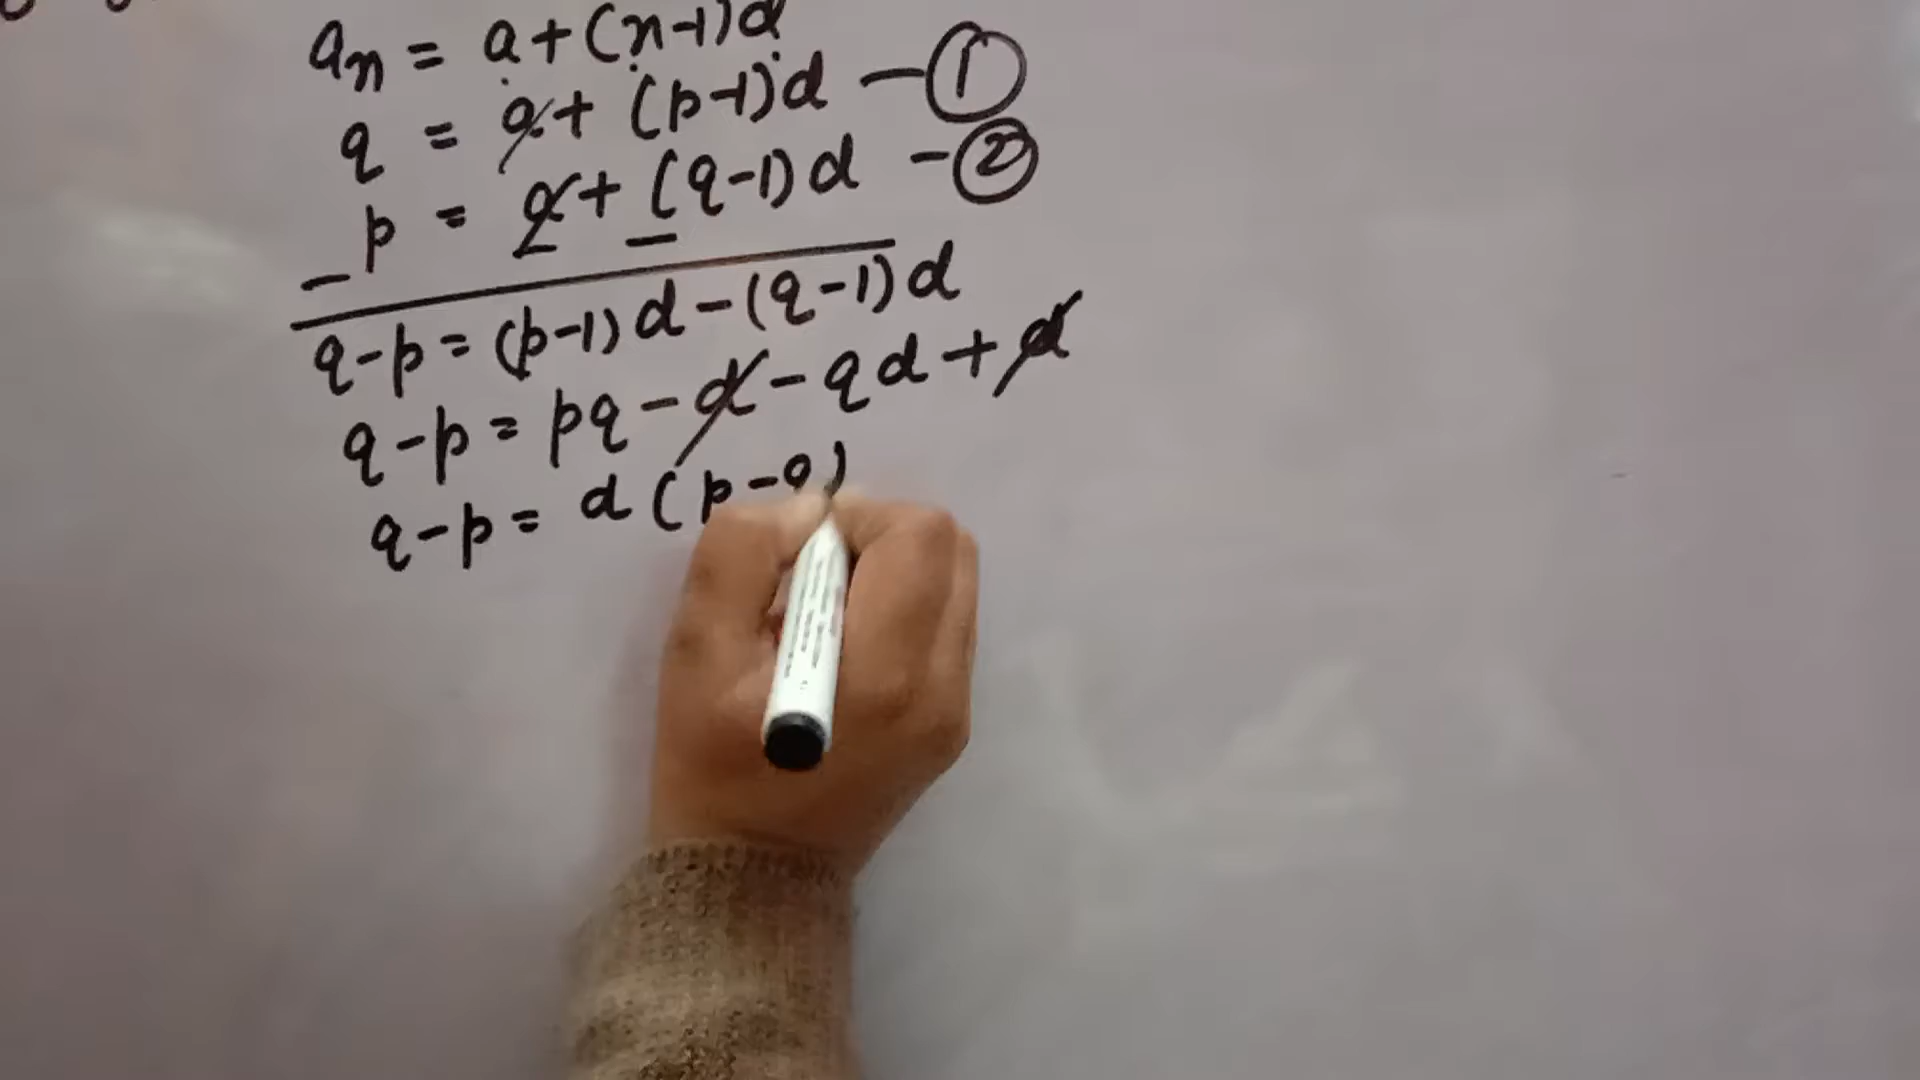 an = a + (n-1)d
q = a + (p-1)d - ①
p = a + (q-1)d - ②
q-p = (p-1)d - (q-1)d
q-p = pq - d - qd + d
q-p = d (p-q)